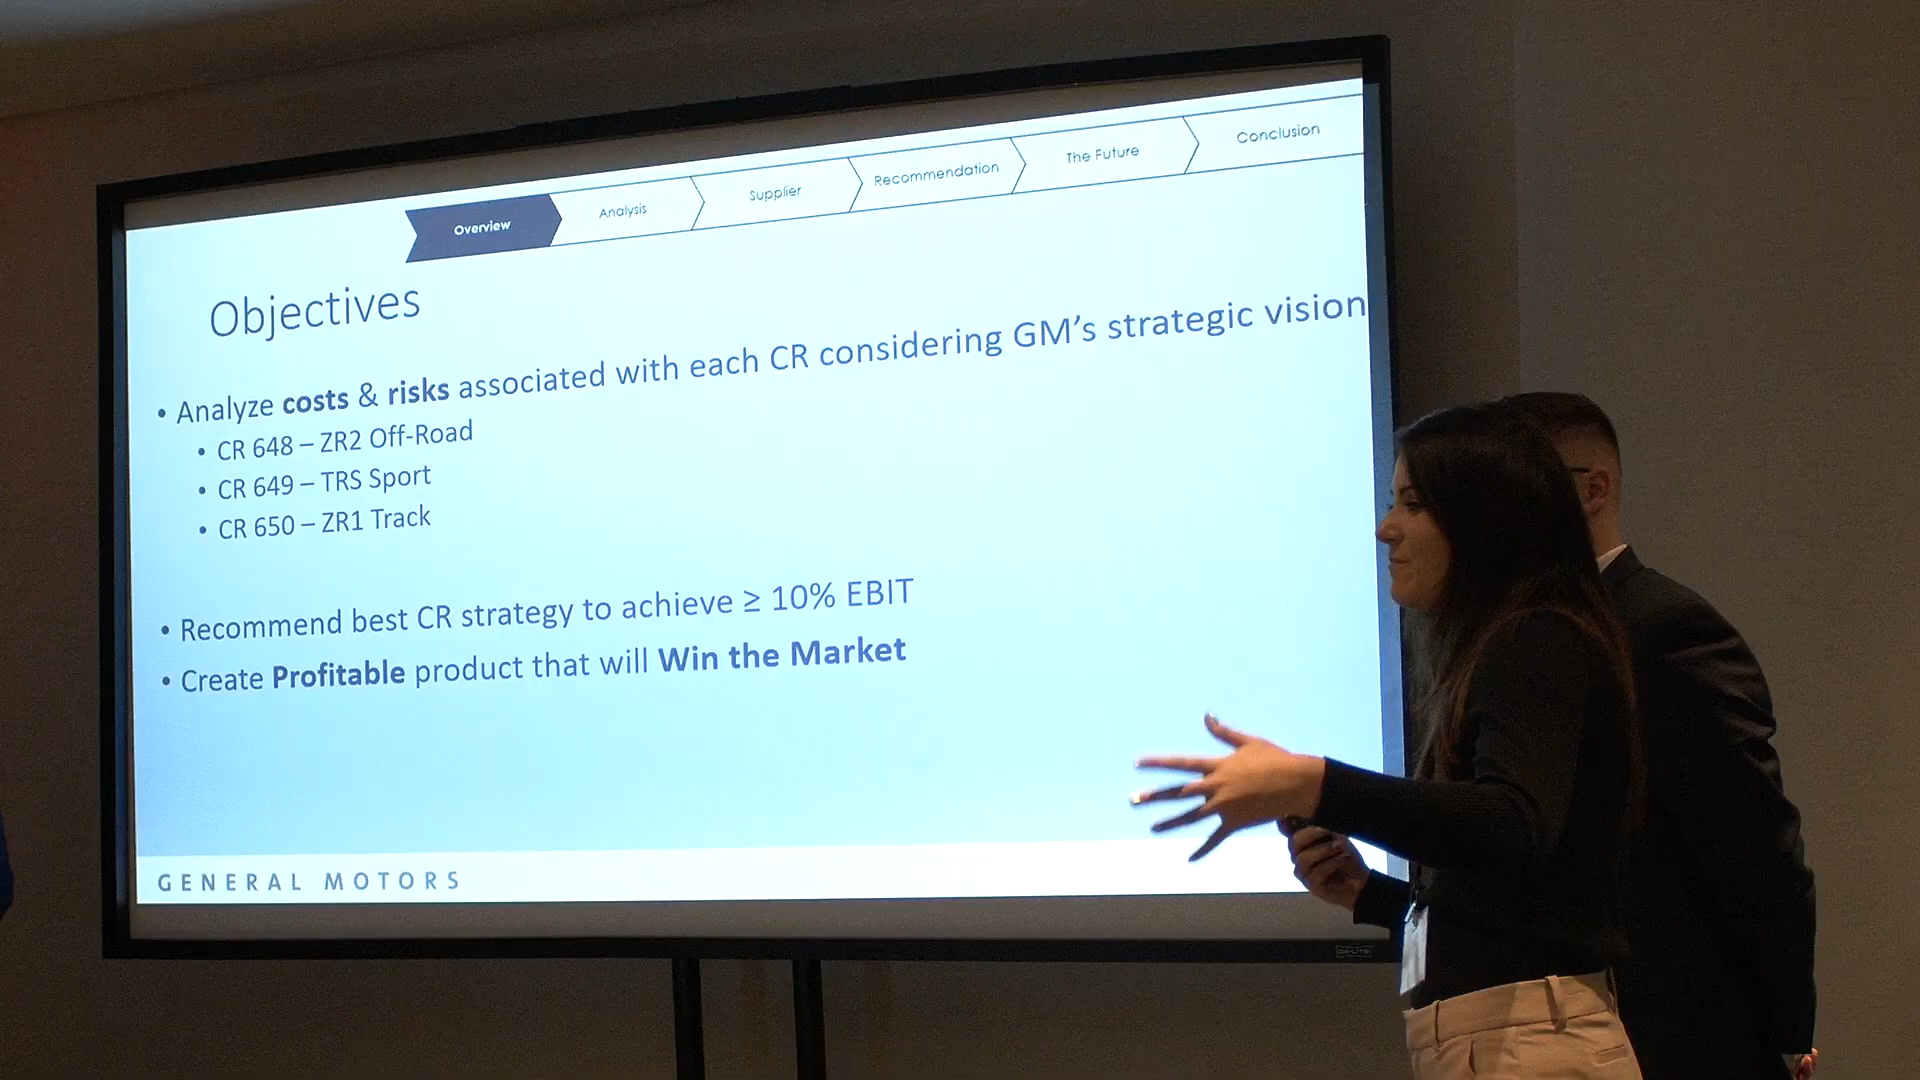 Overview
Analysis
Supplier
Recommendation
The Future
Conclusion
Objectives
• Analyze costs & risks associated with each CR considering GM's strategic vision
• CR 648 – ZR2 Off-Road
• CR 649 – TRS Sport
• CR 650 – ZR1 Track
• Recommend best CR strategy to achieve ≥ 10% EBIT
• Create Profitable product that will Win the Market
GENERAL MOTORS